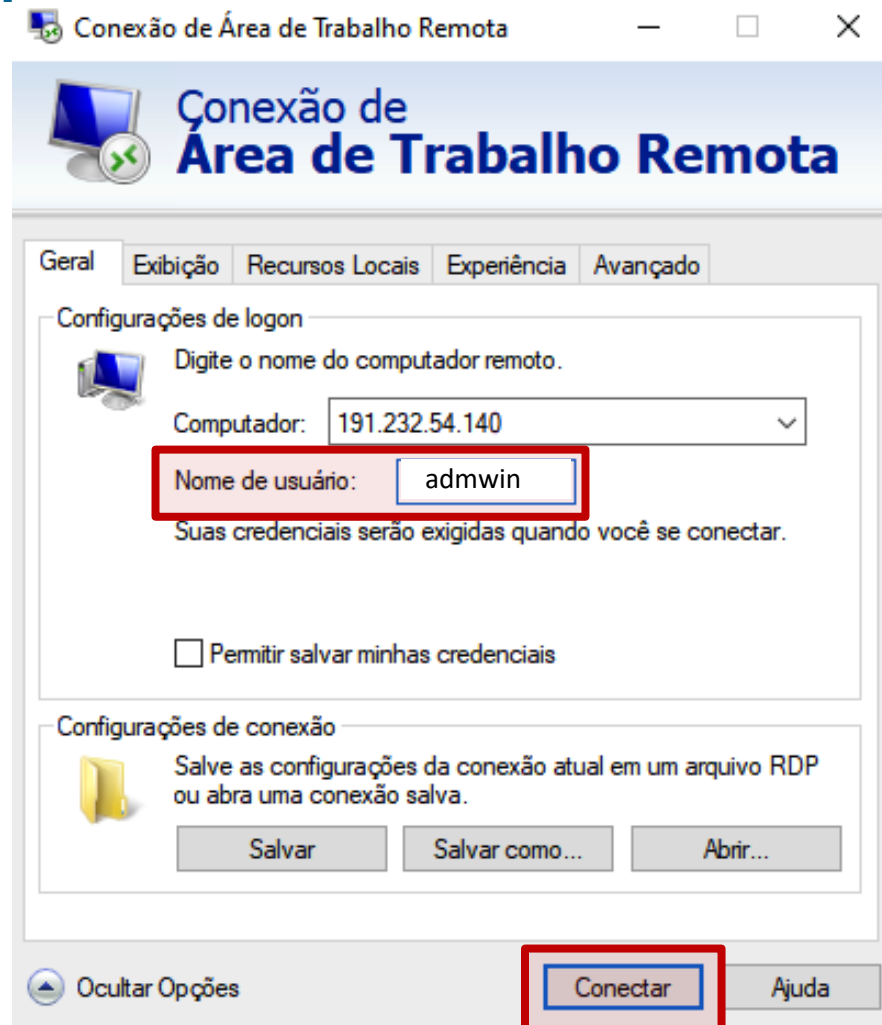 Conexão de Área de Trabalho Remota
Conexão de
Área de Trabalho Remota
Geral Exibição Recursos Locais Experiência Avançado
Configurações de logon
Digite o nome do computador remoto.
Computador: 191.232.54.140
Nome de usuário: admwin
Suas credenciais serão exigidas quando você se conectar.
Permitir salvar minhas credenciais
Configurações de conexão
Salve as configurações da conexão atual em um arquivo RDP
ou abra uma conexão salva.
Salvar Salvar como... Abrir...
Ocultar Opções Conectar Ajuda